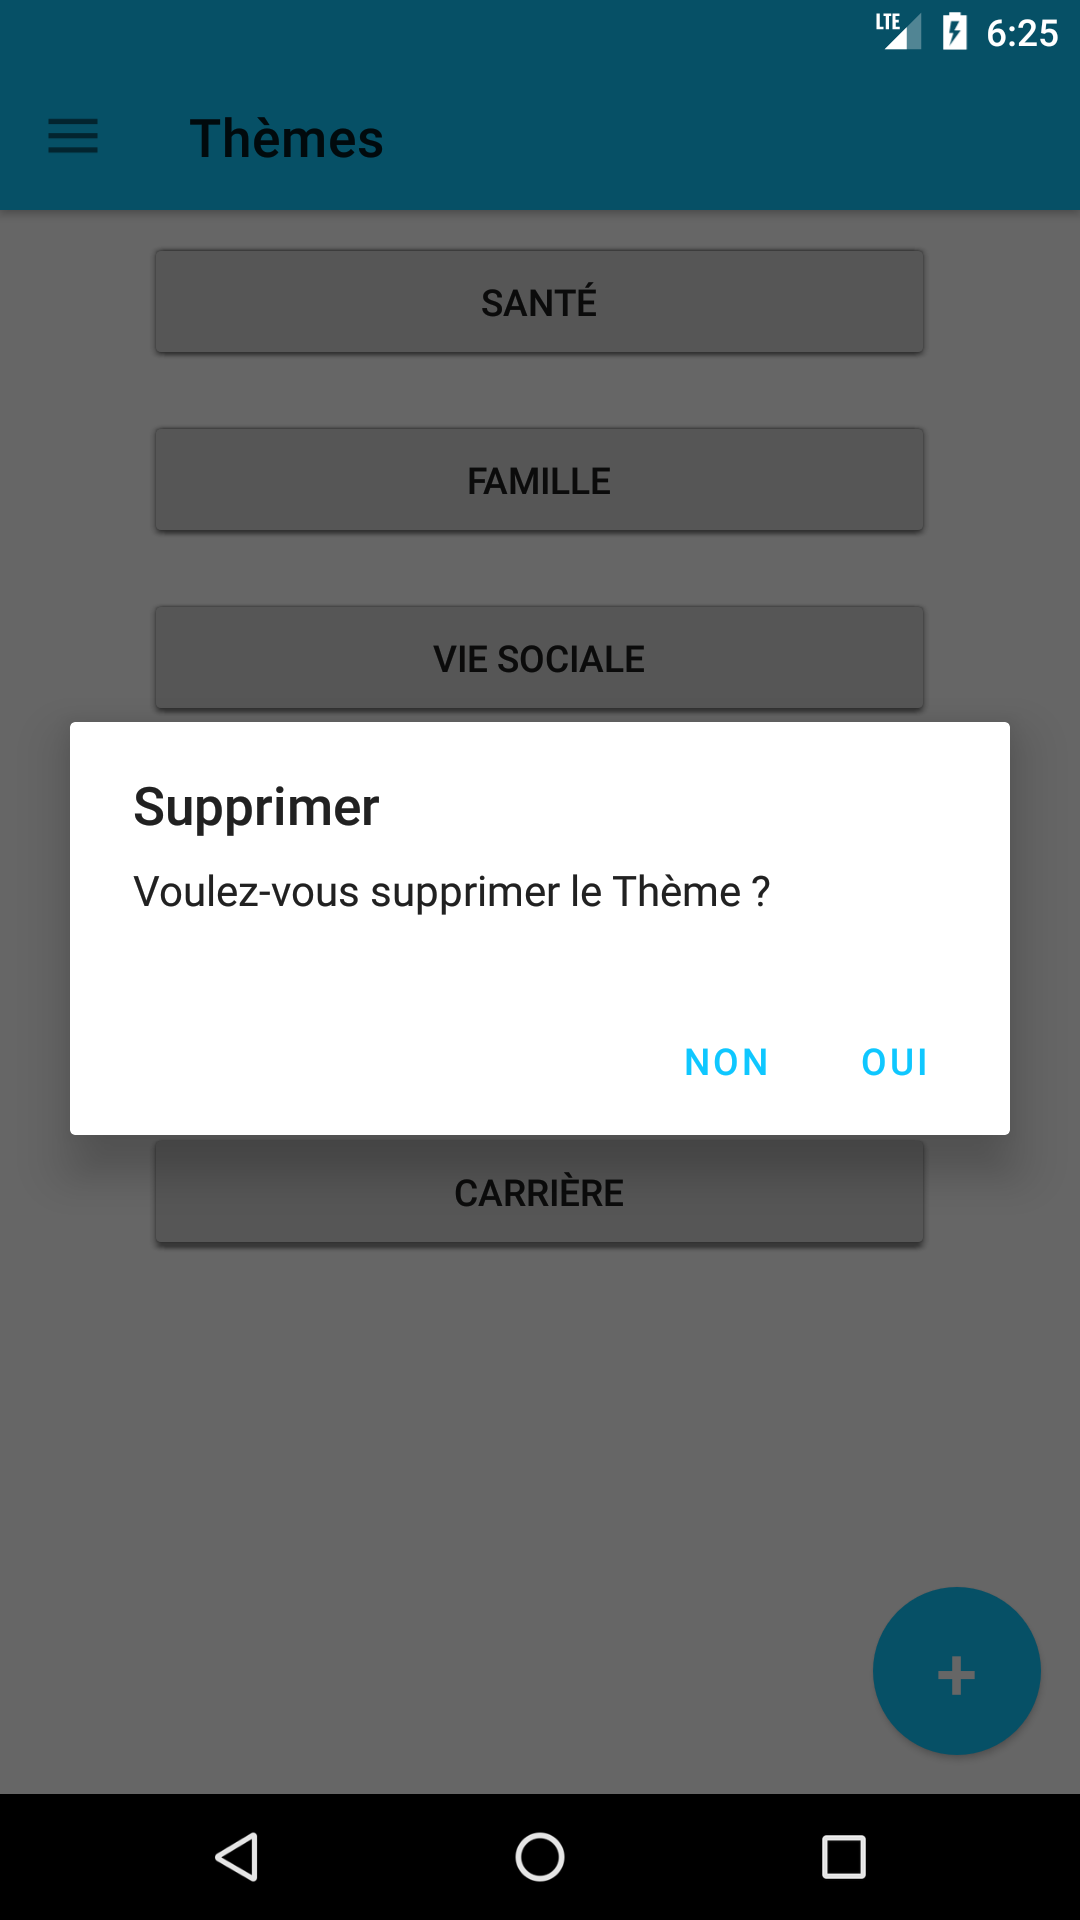 LTE 6:25
Thèmes
SANTÉ
FAMILLE
VIE SOCIALE
Supprimer
Voulez-vous supprimer le Thème ?
NON OUI
CARRIÈRE
+